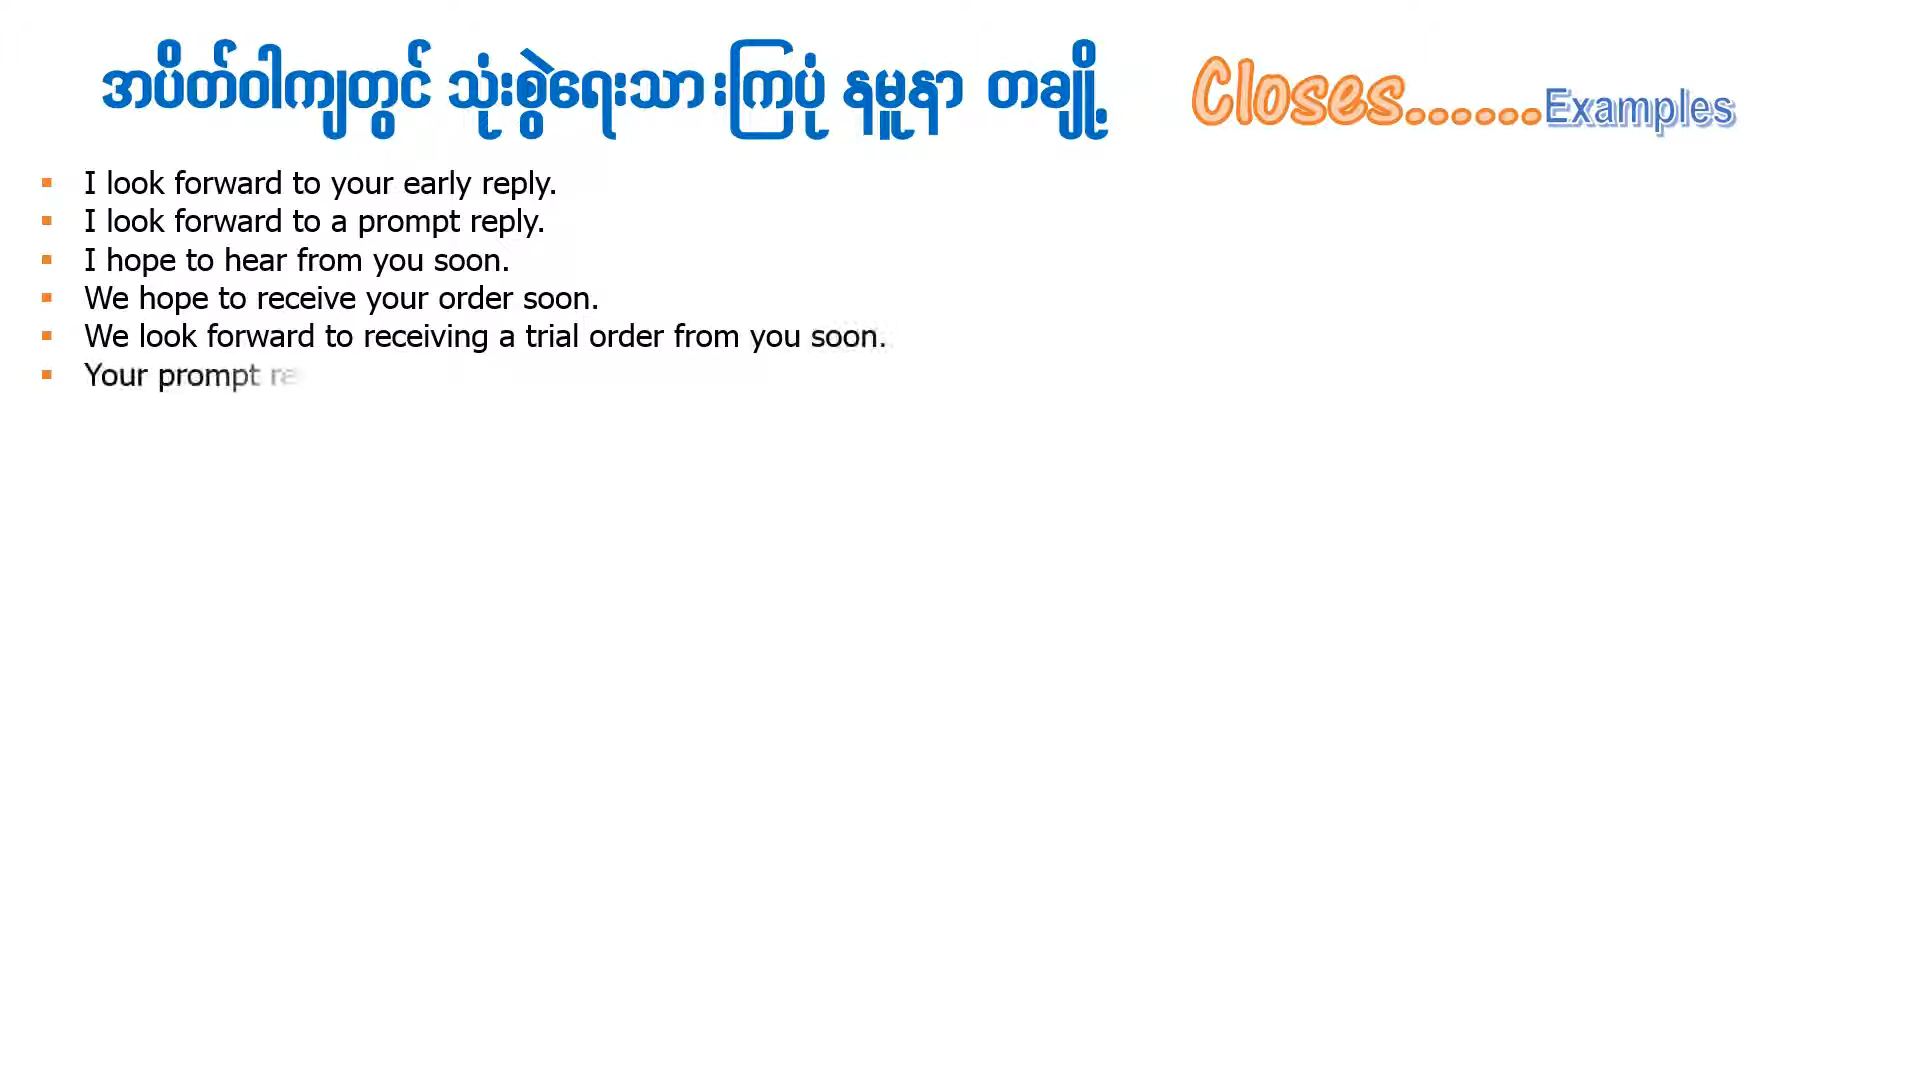 အပိတ်ဝါကျတွင် သုံးစွဲရေးသားကြပုံ နမူနာ တချို့ Closes......Examples
▪ I look forward to your early reply.
▪ I look forward to a prompt reply.
▪ I hope to hear from you soon.
▪ We hope to receive your order soon.
▪ We look forward to receiving a trial order from you soon.
▪ Your prompt